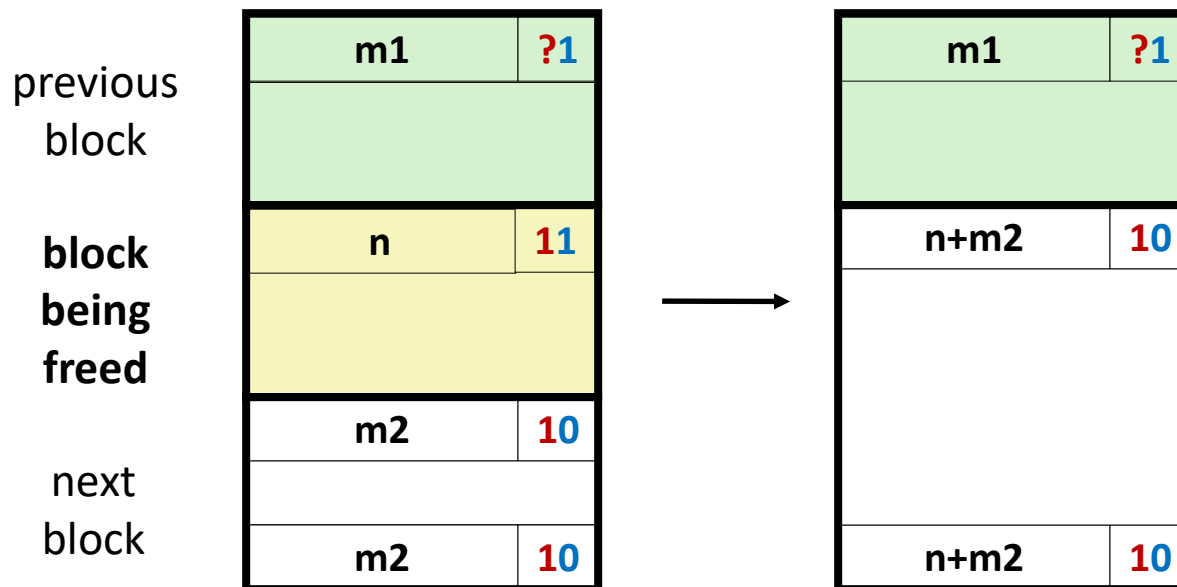 m1 ?1
previous
block
n 11
block
being
freed
m2 10
next
block
m2 10
m1 ?1
n+m2 10
n+m2 10